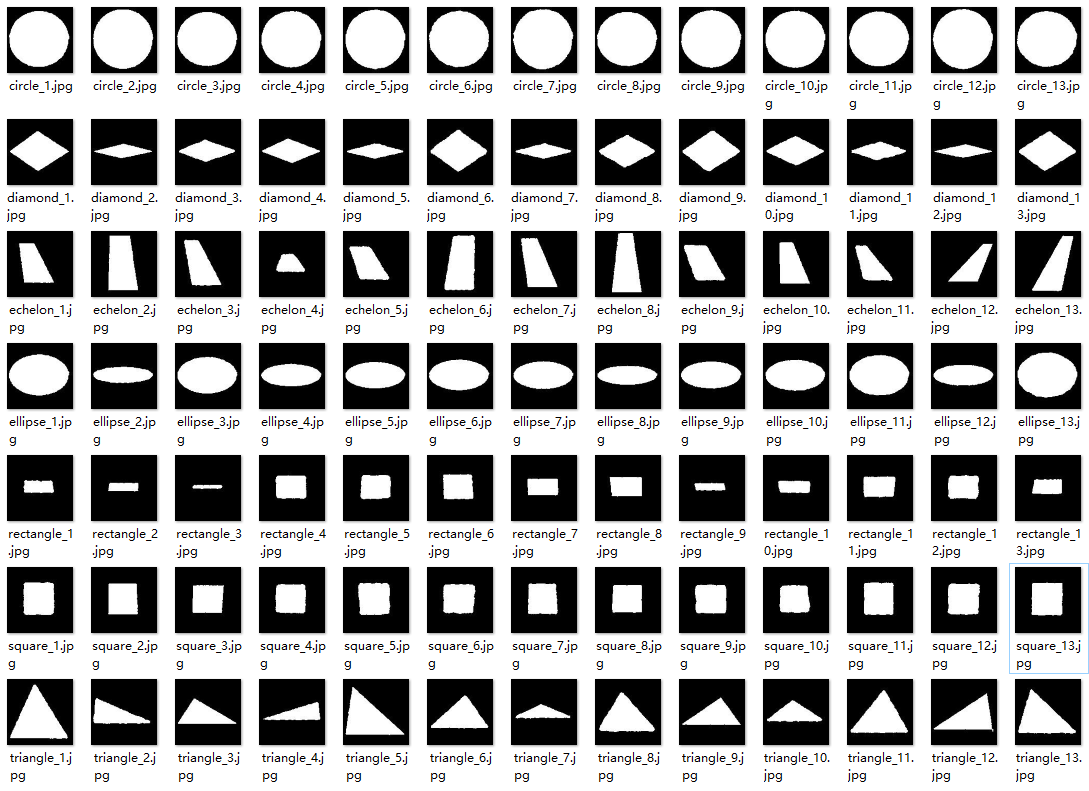 circle_1.jpg circle_2.jpg circle_3.jpg circle_4.jpg circle_5.jpg circle_6.jpg circle_7.jpg circle_8.jpg circle_9.jpg circle_10.jp circle_11.jp circle_12.jp circle_13.jp
g g g g
diamond_1. diamond_2. diamond_3. diamond_4. diamond_5. diamond_6. diamond_7. diamond_8. diamond_9. diamond_1 diamond_1 diamond_1 diamond_1
jpg jpg jpg jpg jpg jpg jpg jpg jpg 0.jpg 1.jpg 2.jpg 3.jpg
echelon_1.j echelon_2.j echelon_3.j echelon_4.j echelon_5.j echelon_6.j echelon_7.j echelon_8.j echelon_9.j echelon_10. echelon_11. echelon_12. echelon_13.
pg pg pg pg pg pg pg pg pg jpg jpg jpg jpg
ellipse_1.jp ellipse_2.jp ellipse_3.jp ellipse_4.jp ellipse_5.jp ellipse_6.jp ellipse_7.jp ellipse_8.jp ellipse_9.jp ellipse_10.j ellipse_11.j ellipse_12.j ellipse_13.j
g g g g g g g g g pg pg pg pg
rectangle_1 rectangle_2 rectangle_3 rectangle_4 rectangle_5 rectangle_6 rectangle_7 rectangle_8 rectangle_9 rectangle_1 rectangle_1 rectangle_1 rectangle_1
.jpg .jpg .jpg .jpg .jpg .jpg .jpg .jpg .jpg 0.jpg 1.jpg 2.jpg 3.jpg
square_1.jp square_2.jp square_3.jp square_4.jp square_5.jp square_6.jp square_7.jp square_8.jp square_9.jp square_10.j square_11.j square_12.j square_13.j
g g g g g g g g g pg pg pg pg
triangle_1.j triangle_2.j triangle_3.j triangle_4.j triangle_5.j triangle_6.j triangle_7.j triangle_8.j triangle_9.j triangle_10. triangle_11. triangle_12. triangle_13.
pg pg pg pg pg pg pg pg pg jpg jpg jpg jpg